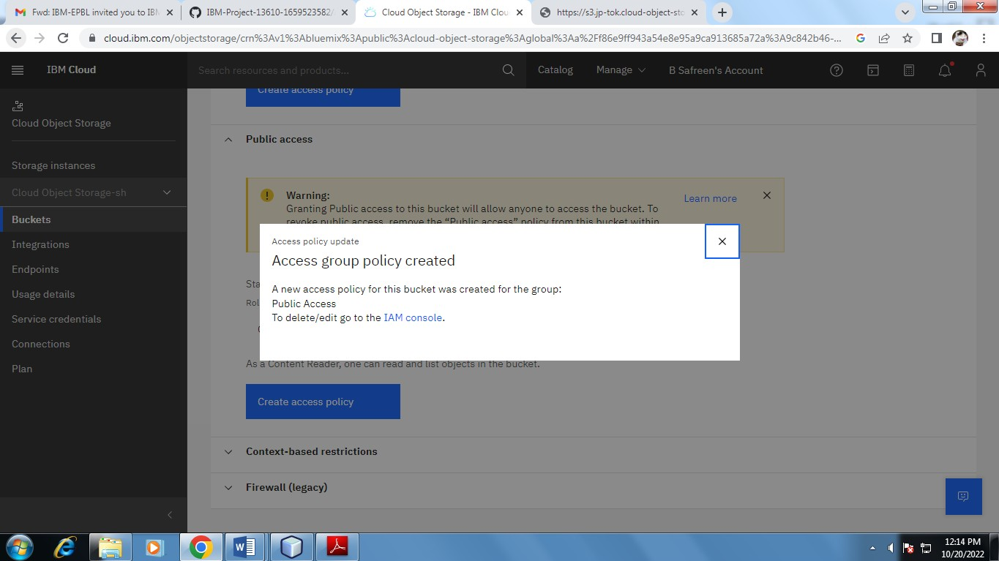 Fwd: IBM-EPBL invited you to IBM
IBM-Project-13610-1659523582/
Cloud Object Storage - IBM Clou
https://s3.jp-tok.cloud-object-sto
cloud.ibm.com/objectstorage/crn%3Av1%3Abluemix%3Apublic%3Acloud-object-storage%3Aglobal%3Aa%2Ff86e9ff943a54e8e95a9ca913685a72a%3A9c842b46-...
IBM Cloud
Search resources and products...
Catalog
Manage
B Safreen's Account
Cloud Object Storage
Storage instances
Cloud Object Storage-sh
Buckets
Integrations
Endpoints
Usage details
Service credentials
Connections
Plan
Create access policy
Public access
Warning:
Learn more
Granting Public access to this bucket will allow anyone to access the bucket. To
revoke public access, remove the “Public access” policy from this bucket within
Access policy update
Access group policy created
A new access policy for this bucket was created for the group:
Public Access
To delete/edit go to the IAM console.
Sta
Rol
As a Content Reader, one can read and list objects in the bucket.
Create access policy
Context-based restrictions
Firewall (legacy)
12:14 PM
10/20/2022